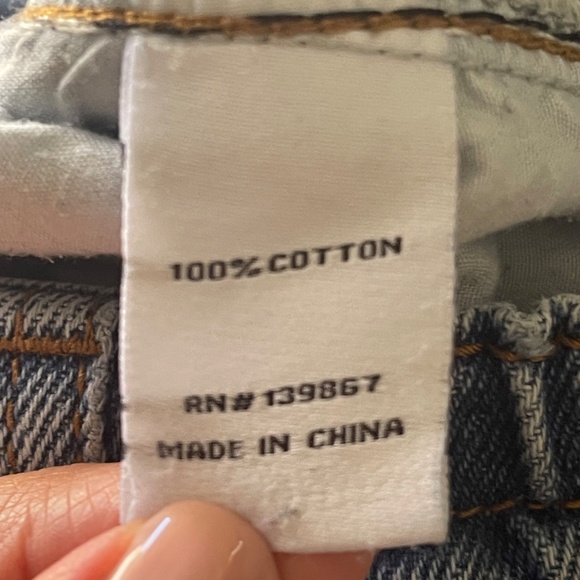 100% COTTON
RN# 139867
MADE IN CHINA